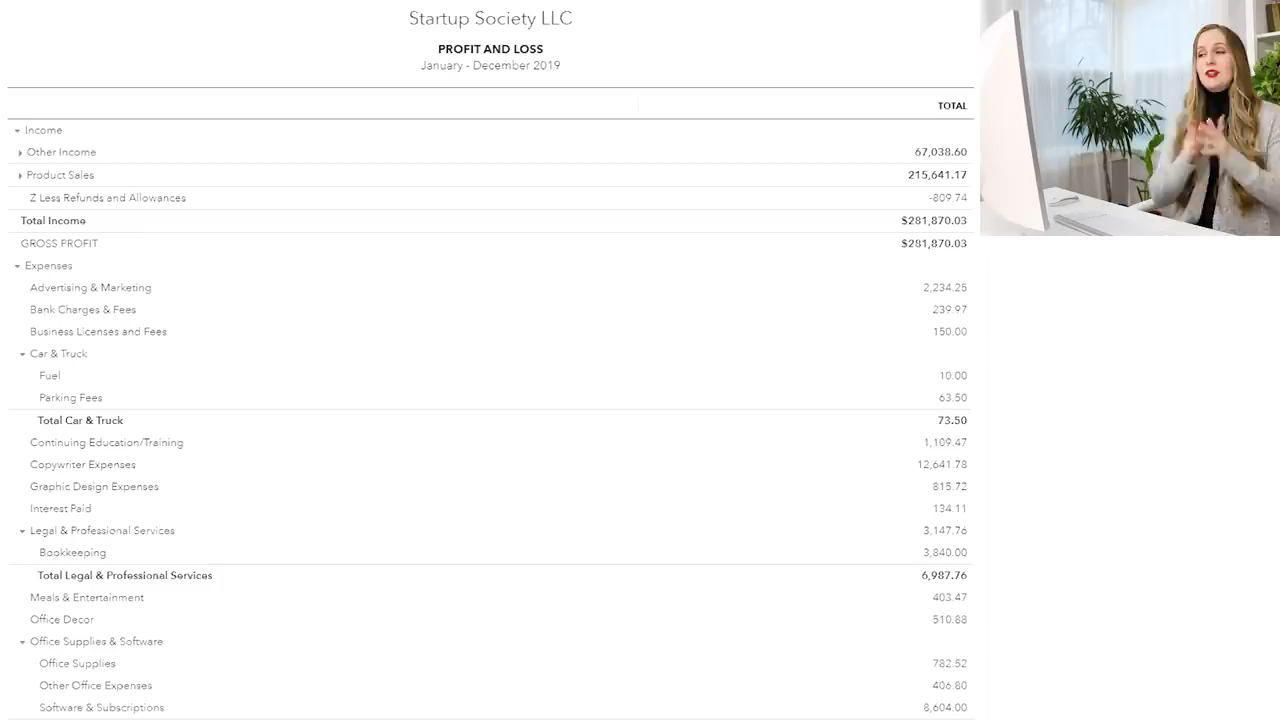 Startup Society LLC
PROFIT AND LOSS
January - December 2019
TOTAL
Income
Other Income 67,038.60
Product Sales 215,641.17
Z Less Refunds and Allowances -809.74
Total Income $281,870.03
GROSS PROFIT $281,870.03
Expenses
Advertising & Marketing 2,234.25
Bank Charges & Fees 239.97
Business Licenses and Fees 150.00
Car & Truck
Fuel 10.00
Parking Fees 63.50
Total Car & Truck 73.50
Continuing Education/Training 1,109.47
Copywriter Expenses 12,641.78
Graphic Design Expenses 815.72
Interest Paid 134.11
Legal & Professional Services 3,147.76
Bookkeeping 3,840.00
Total Legal & Professional Services 6,987.76
Meals & Entertainment 403.47
Office Decor 510.88
Office Supplies & Software
Office Supplies 782.52
Other Office Expenses 406.80
Software & Subscriptions 8,604.00